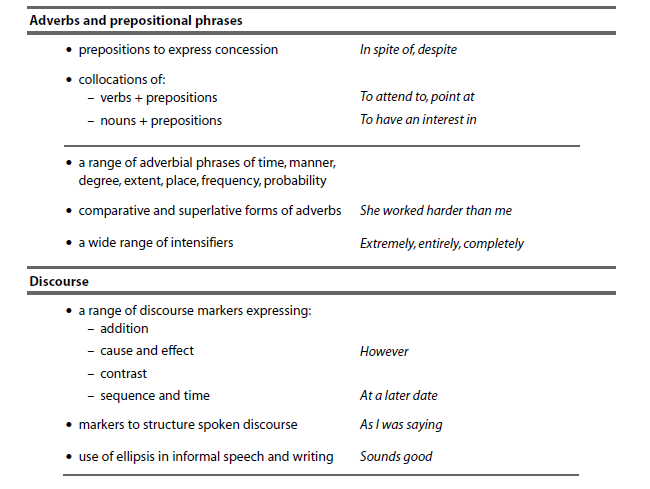 Adverbs and prepositional phrases
• prepositions to express concession In spite of, despite
• collocations of:
– verbs + prepositions To attend to, point at
– nouns + prepositions To have an interest in
• a range of adverbial phrases of time, manner,
degree, extent, place, frequency, probability
• comparative and superlative forms of adverbs She worked harder than me
• a wide range of intensifiers Extremely, entirely, completely
Discourse
• a range of discourse markers expressing:
– addition
– cause and effect However
– contrast
– sequence and time At a later date
• markers to structure spoken discourse As I was saying
• use of ellipsis in informal speech and writing Sounds good